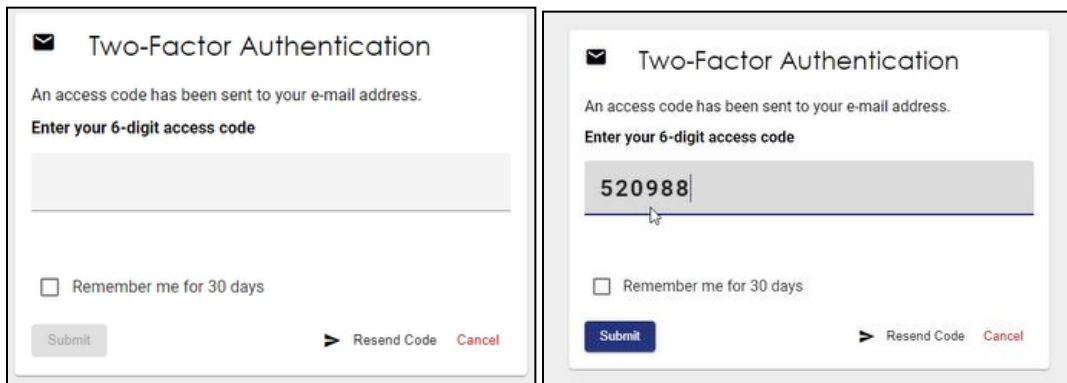 Two-Factor Authentication
An access code has been sent to your e-mail address.
Enter your 6-digit access code
Remember me for 30 days
Submit
Resend Code
Cancel
Two-Factor Authentication
An access code has been sent to your e-mail address.
Enter your 6-digit access code
520988
Remember me for 30 days
Submit
Resend Code
Cancel